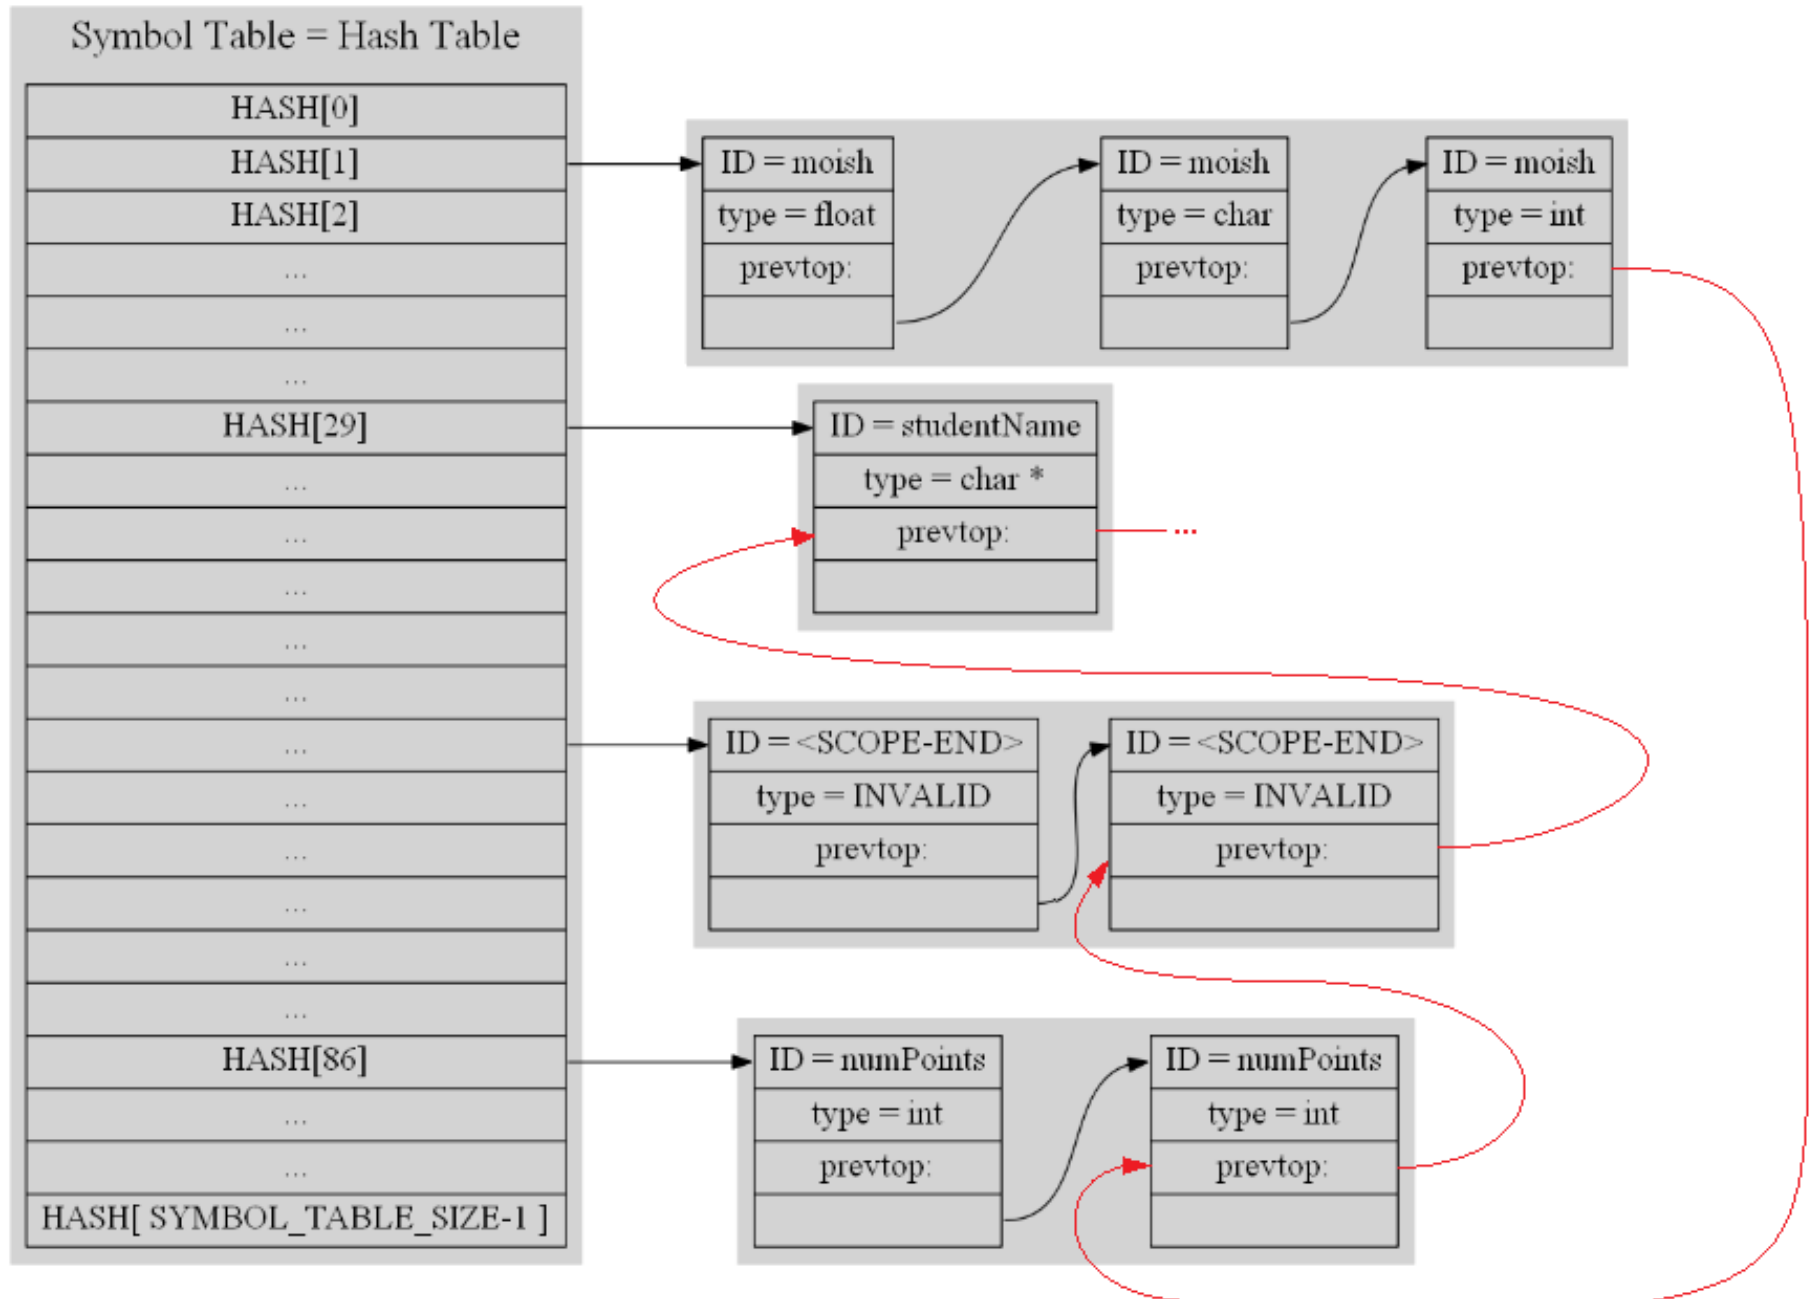 Symbol Table = Hash Table
HASH[0]
HASH[1]
HASH[2]
...
...
...
HASH[29]
...
...
...
...
...
...
...
...
...
...
...
HASH[86]
...
...
HASH[ SYMBOL_TABLE_SIZE-1 ]
ID = moish
type = float
prevtop:
ID = moish
type = char
prevtop:
ID = moish
type = int
prevtop:
ID = studentName
type = char *
prevtop:
...
ID = <SCOPE-END>
type = INVALID
prevtop:
ID = <SCOPE-END>
type = INVALID
prevtop:
ID = numPoints
type = int
prevtop:
ID = numPoints
type = int
prevtop: